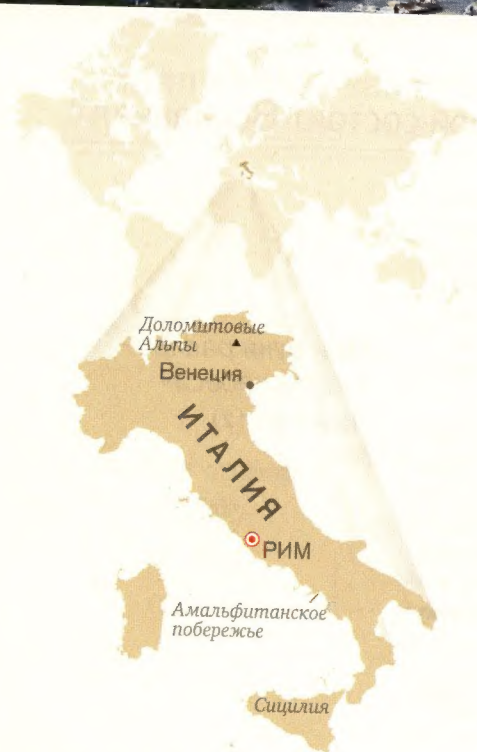 Доломитовые
Альпы
Венеция
ИТАЛИЯ
РИМ
Амальфитанское
побережье
Сицилия